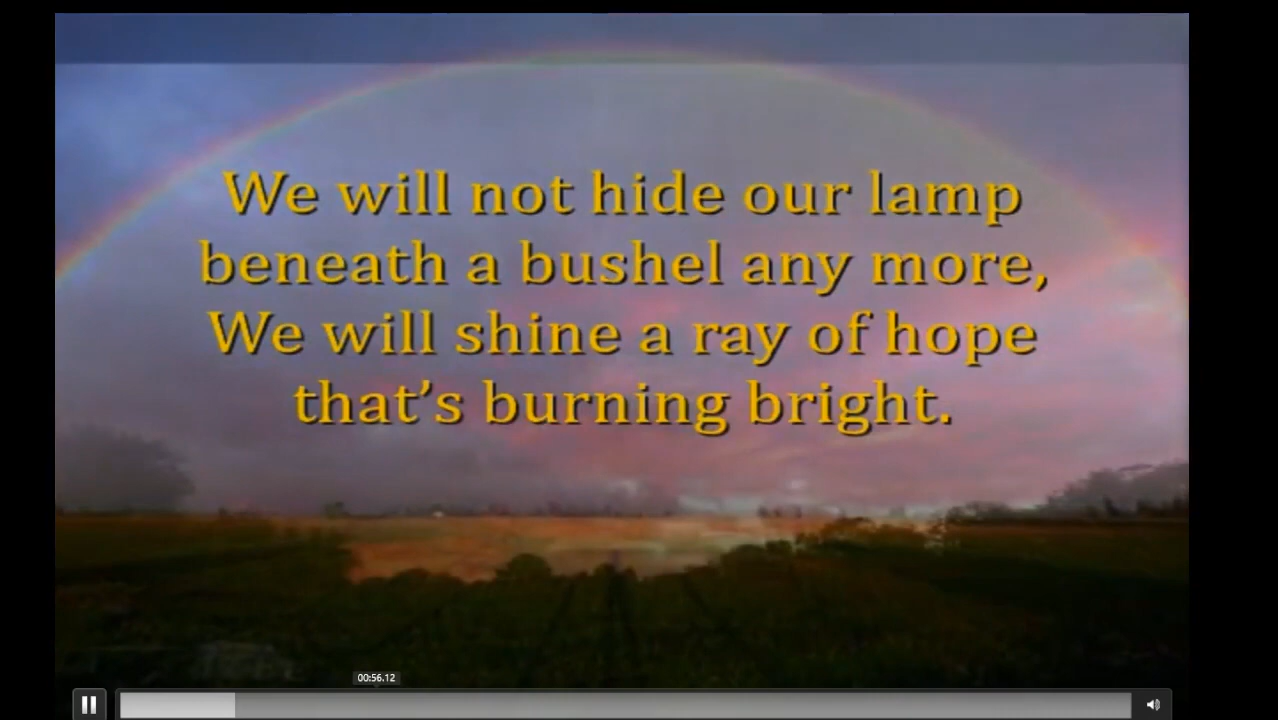 We will not hide our lamp
beneath a bushel any more,
We will shine a ray of hope
that's burning bright.
00:56.12